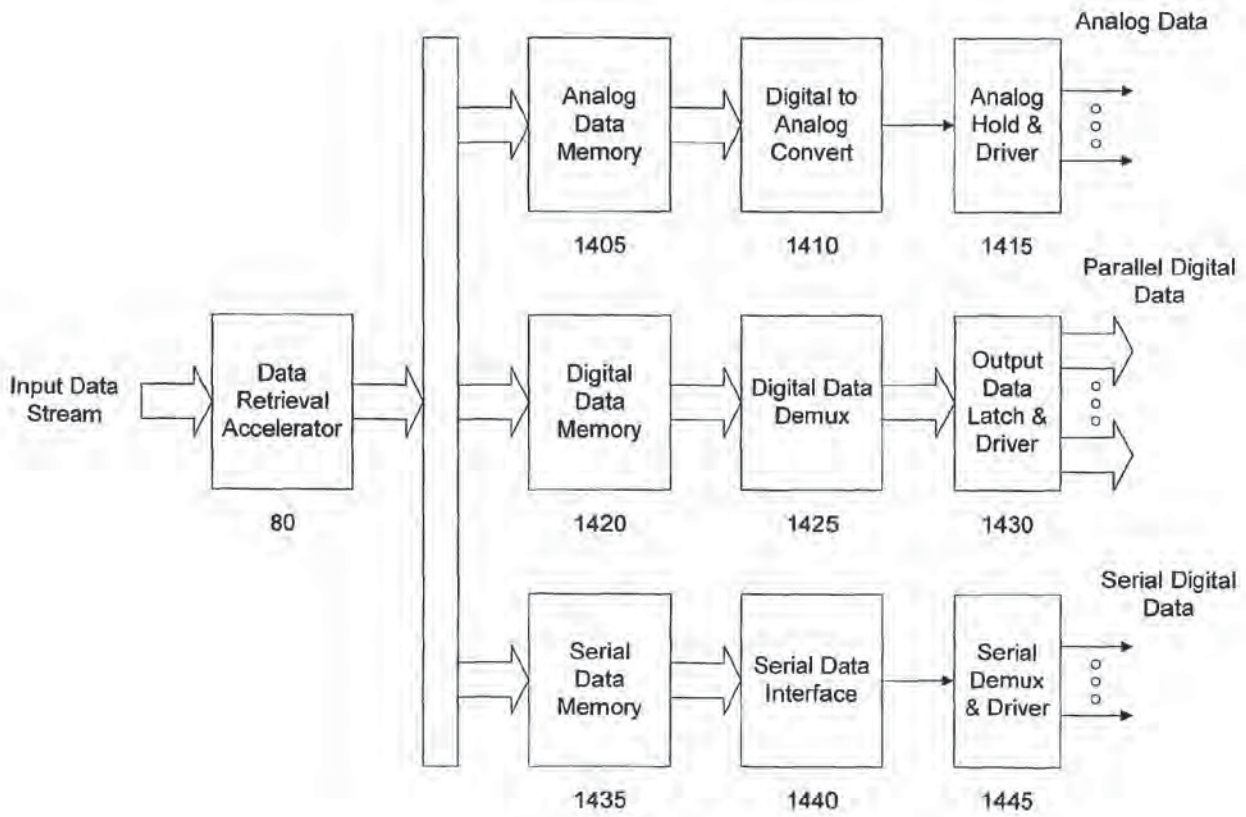 Analog Data
Analog
Data
Memory
Digital to
Analog
Convert
Analog
Hold &
Driver
1405
1410
1415
Parallel Digital
Data
Input Data
Stream
Data
Retrieval
Accelerator
Digital
Data
Memory
Digital Data
Demux
Output
Data
Latch &
Driver
80
1420
1425
1430
Serial Digital
Data
Serial
Data
Memory
Serial Data
Interface
Serial
Demux
& Driver
1435
1440
1445